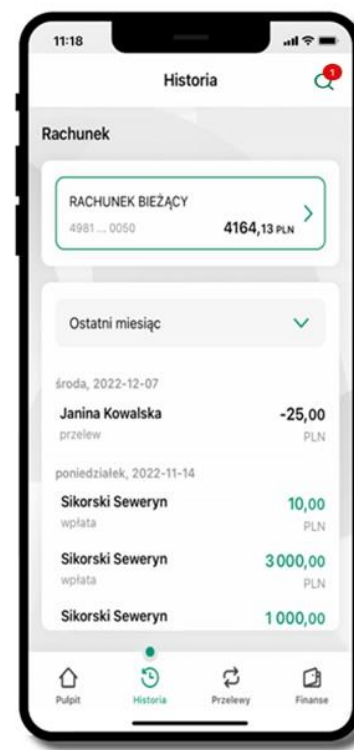 11:18
Historia
1
Rachunek
RACHUNEK BIEŻĄCY
4981 ... 0050
4164,13 PLN
Ostatni miesiąc
środa, 2022-12-07
Janina Kowalska -25,00
przelew PLN
poniedziałek, 2022-11-14
Sikorski Seweryn 10,00
wpłata PLN
Sikorski Seweryn 3 000,00
wpłata PLN
Sikorski Seweryn 1 000,00
Pulpit Historia Przelewy Finanse